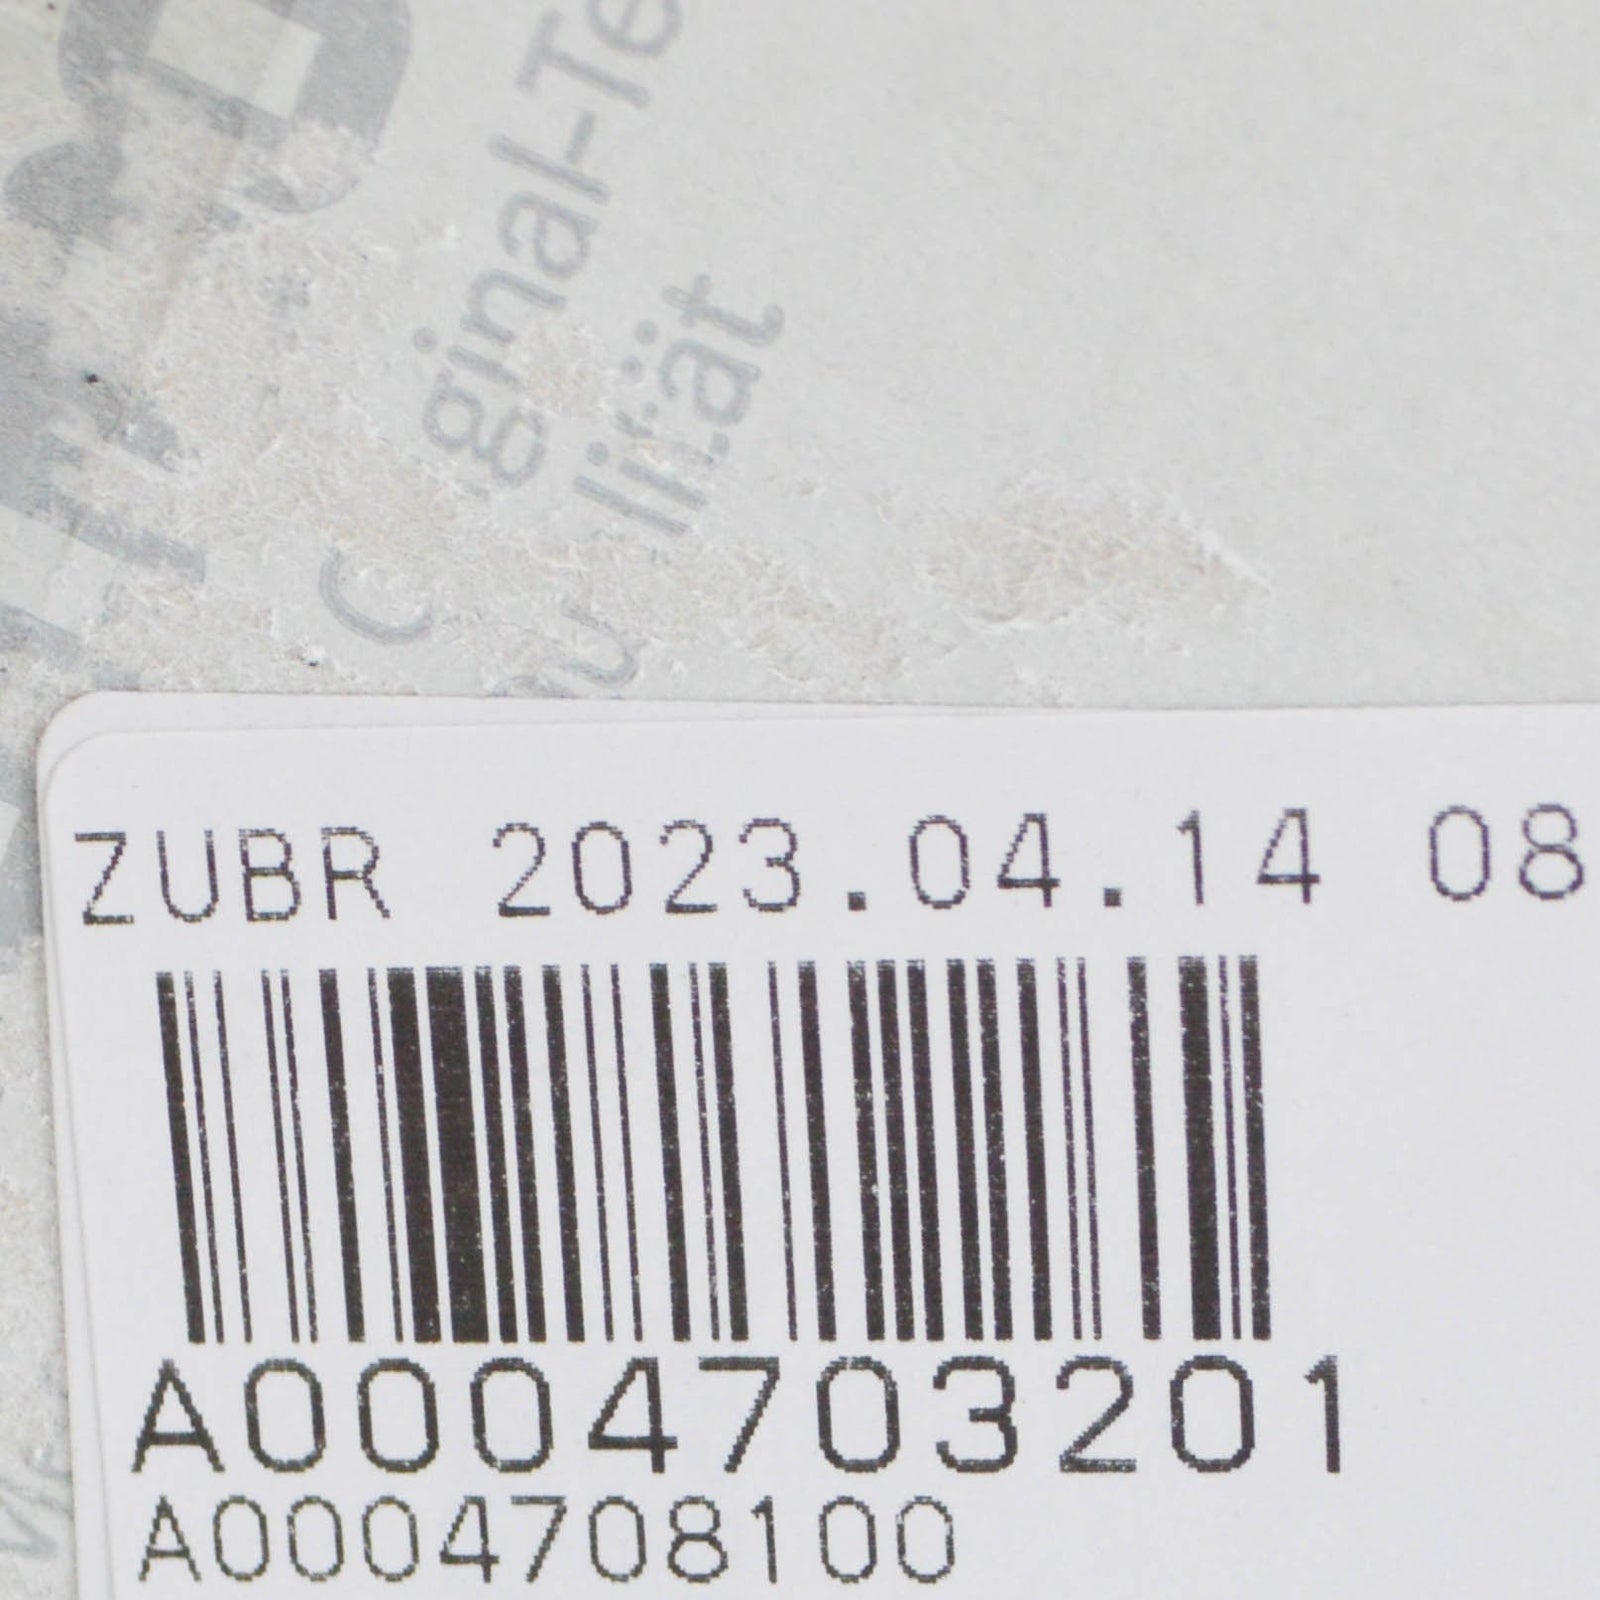 ginal-Te
lität
ZUBR 2023.04.14 08
A0004703201
A0004708100